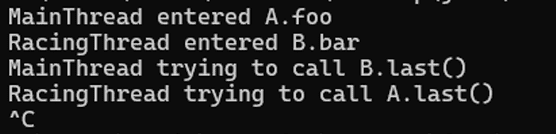 MainThread entered A.foo
RacingThread entered B.bar
MainThread trying to call B.last()
RacingThread trying to call A.last()
^C